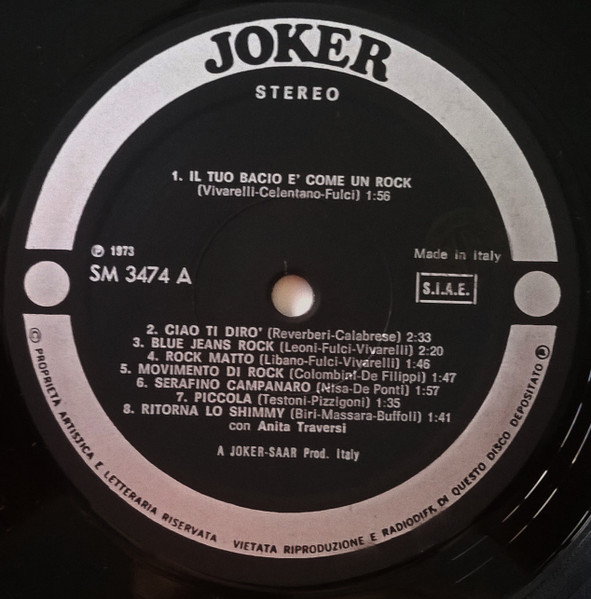 JOKER
STEREO
1. IL TUO BACIO E' COME UN ROCK
(Vivarelli-Celentano-Fulci) 1:56
Ⓟ 1973
SM 3474 A
Made in Italy
S.I.A.E.
2. CIAO TI DIRO' (Reverberi-Calabrese) 2:33
3. BLUE JEANS ROCK (Leoni-Fulci-Vivarelli) 2:20
4. ROCK MATTO (Libano-Fulci-Vivarelli) 1:46
5. MOVIMENTO DI ROCK (Colombini-De Filippi) 1:47
6. SERAFINO CAMPANARO (Nisa-De Ponti) 1:57
7. PICCOLA (Testoni-Pizzigoni) 1:35
8. RITORNA LO SHIMMY (Biri-Massara-Buffoli) 1:41
con Anita Traversi
A JOKER-SAAR Prod. Italy
© PROPRIETÀ ARTISTICA E LETTERARIA RISERVATA - VIETATA RIPRODUZIONE E RADIODIFF. DI QUESTO DISCO DEPOSITATO Ⓟ